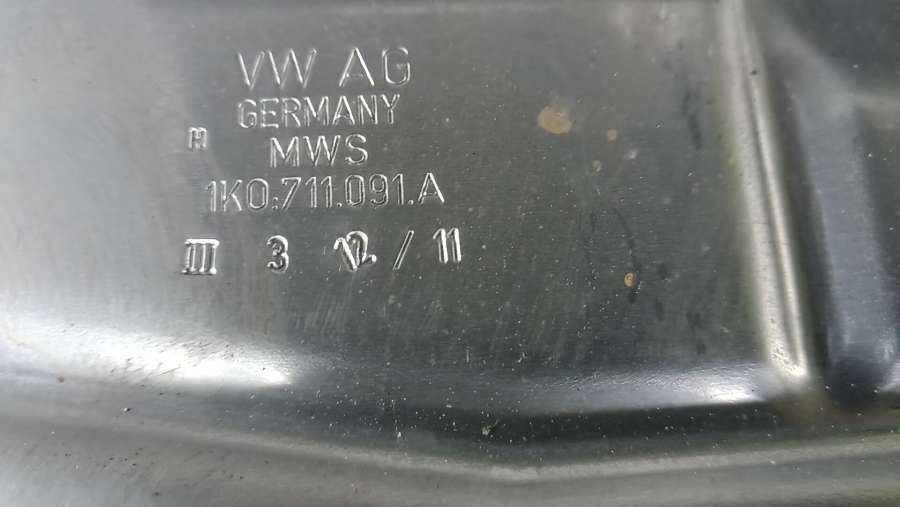 VW AG
GERMANY
H
MWS
1K0.711.091.A
III 3 12/11